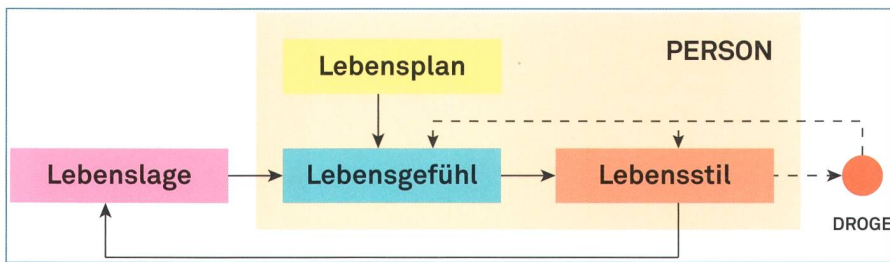 PERSON
Lebensplan
Lebenslage
Lebensgefühl
Lebensstil
DROGE